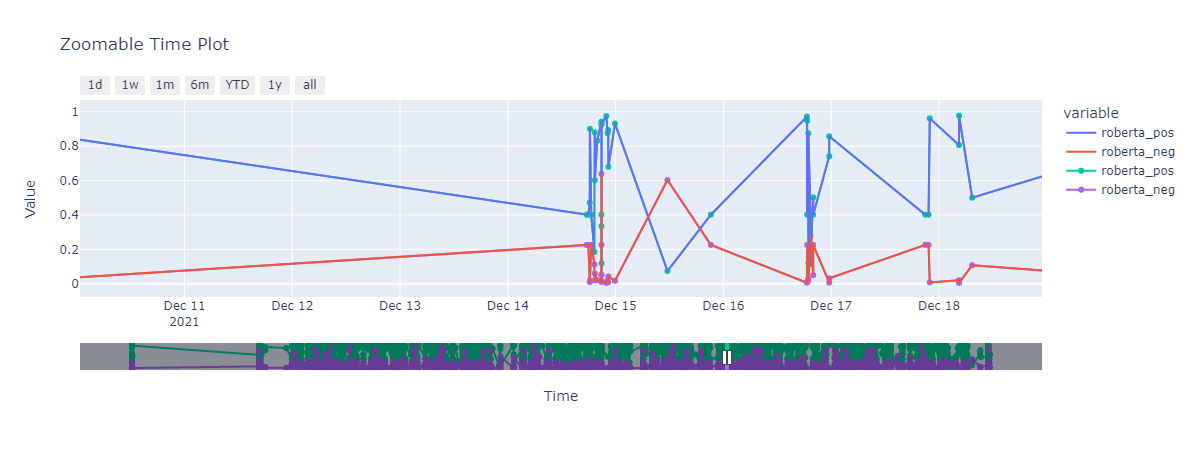 Zoomable Time Plot
1d 1w 1m 6m YTD 1y all
variable
roberta_pos
roberta_neg
roberta_pos
roberta_neg
Value
1
0.8
0.6
0.4
0.2
0
Dec 11 Dec 12 Dec 13 Dec 14 Dec 15 Dec 16 Dec 17 Dec 18
2021
Time